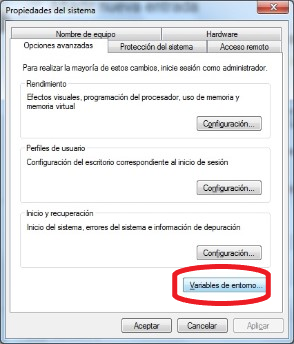 nueva entrada
Propiedades del sistema
Nombre de equipo
Hardware
Opciones avanzadas
Protección del sistema
Acceso remoto
Para realizar la mayoría de estos cambios, inicie sesión como administrador.
Rendimiento
Efectos visuales, programación del procesador, uso de memoria y
memoria virtual
Configuración...
Perfiles de usuario
Configuración del escritorio correspondiente al inicio de sesión
Configuración...
Inicio y recuperación
Inicio del sistema, errores del sistema e información de depuración
Configuración...
Variables de entorno...
Aceptar
Cancelar
Aplicar